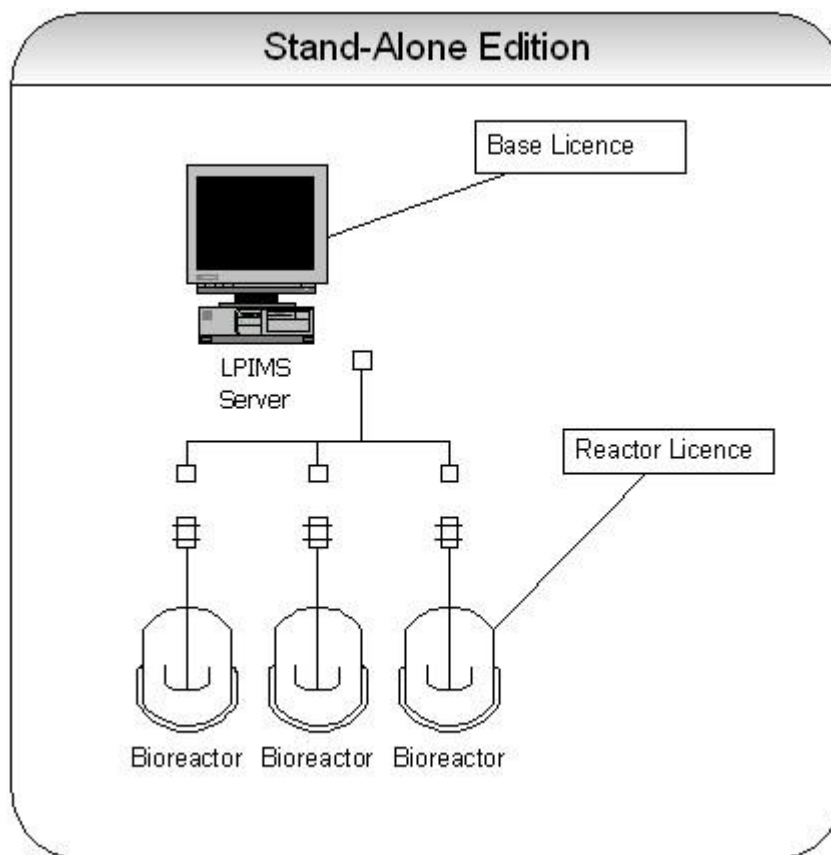 Stand-Alone Edition
Base Licence
LPIMS
Server
Reactor Licence
Bioreactor Bioreactor Bioreactor